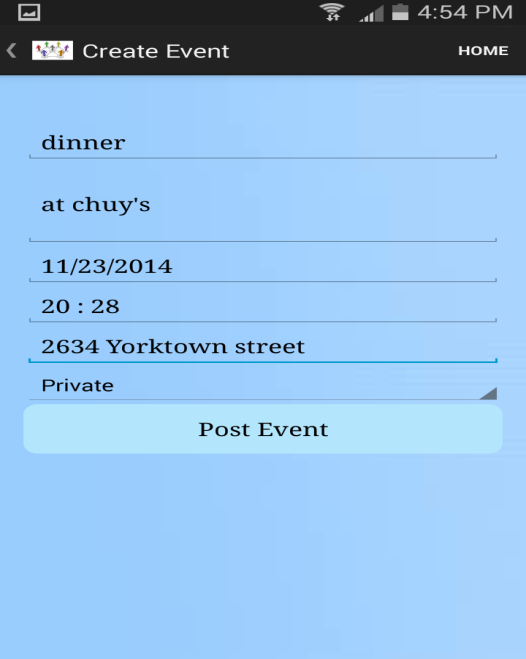 4:54 PM
Create Event
HOME
dinner
at chuy's
11/23/2014
20 : 28
2634 Yorktown street
Private
Post Event